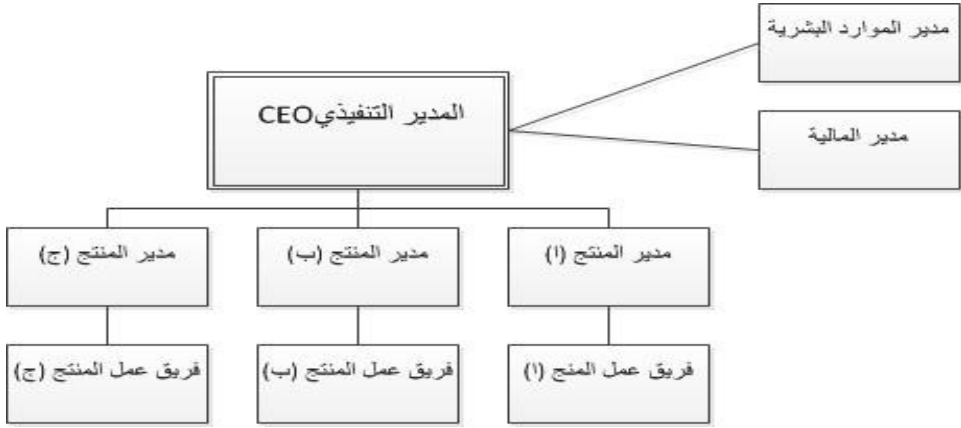 مدير الموارد البشرية
المدير التنفيذيCEO
مدير المالية
مدير المنتج (ا)
مدير المنتج (ب)
مدير المنتج (ج)
فريق عمل المنج (ا)
فريق عمل المنتج (ب)
فريق عمل المنتج (ج)